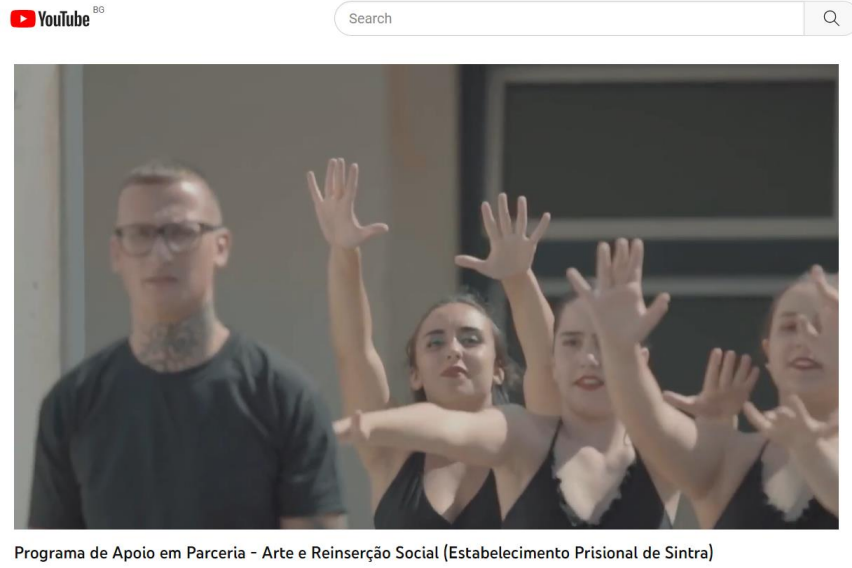 YouTube BG
Search
Programa de Apoio em Parceria - Arte e Reinserção Social (Estabelecimento Prisional de Sintra)